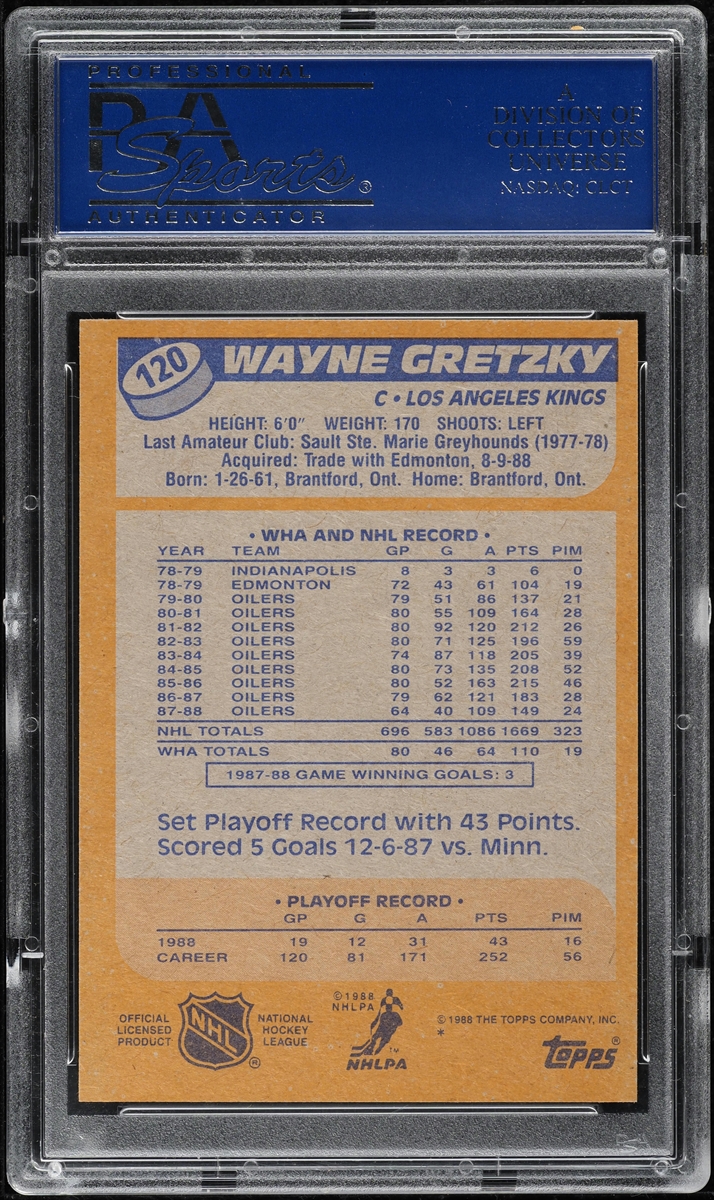 PROFESSIONAL
PSA
Sports®
AUTHENTICATOR
A
DIVISION OF
COLLECTORS
UNIVERSE
NASDAQ: CLCT
120
WAYNE GRETZKY
C • LOS ANGELES KINGS
HEIGHT: 6'0" WEIGHT: 170 SHOOTS: LEFT
Last Amateur Club: Sault Ste. Marie Greyhounds (1977-78)
Acquired: Trade with Edmonton, 8-9-88
Born: 1-26-61, Brantford, Ont. Home: Brantford, Ont.
• WHA AND NHL RECORD •
YEAR TEAM GP G A PTS PIM
78-79 INDIANAPOLIS 8 3 3 6 0
78-79 EDMONTON 72 43 61 104 19
79-80 OILERS 79 51 86 137 21
80-81 OILERS 80 55 109 164 28
81-82 OILERS 80 92 120 212 26
82-83 OILERS 80 71 125 196 59
83-84 OILERS 74 87 118 205 39
84-85 OILERS 80 73 135 208 52
85-86 OILERS 80 52 163 215 46
86-87 OILERS 79 62 121 183 28
87-88 OILERS 64 40 109 149 24
NHL TOTALS 696 583 1086 1669 323
WHA TOTALS 80 46 64 110 19
1987-88 GAME WINNING GOALS: 3
Set Playoff Record with 43 Points.
Scored 5 Goals 12-6-87 vs. Minn.
• PLAYOFF RECORD •
GP G A PTS PIM
1988 19 12 31 43 16
CAREER 120 81 171 252 56
OFFICIAL
LICENSED
PRODUCT
NHL
®
NATIONAL
HOCKEY
LEAGUE
©1988
NHLPA
™
NHLPA
©1988 THE TOPPS COMPANY, INC.
*
topps®